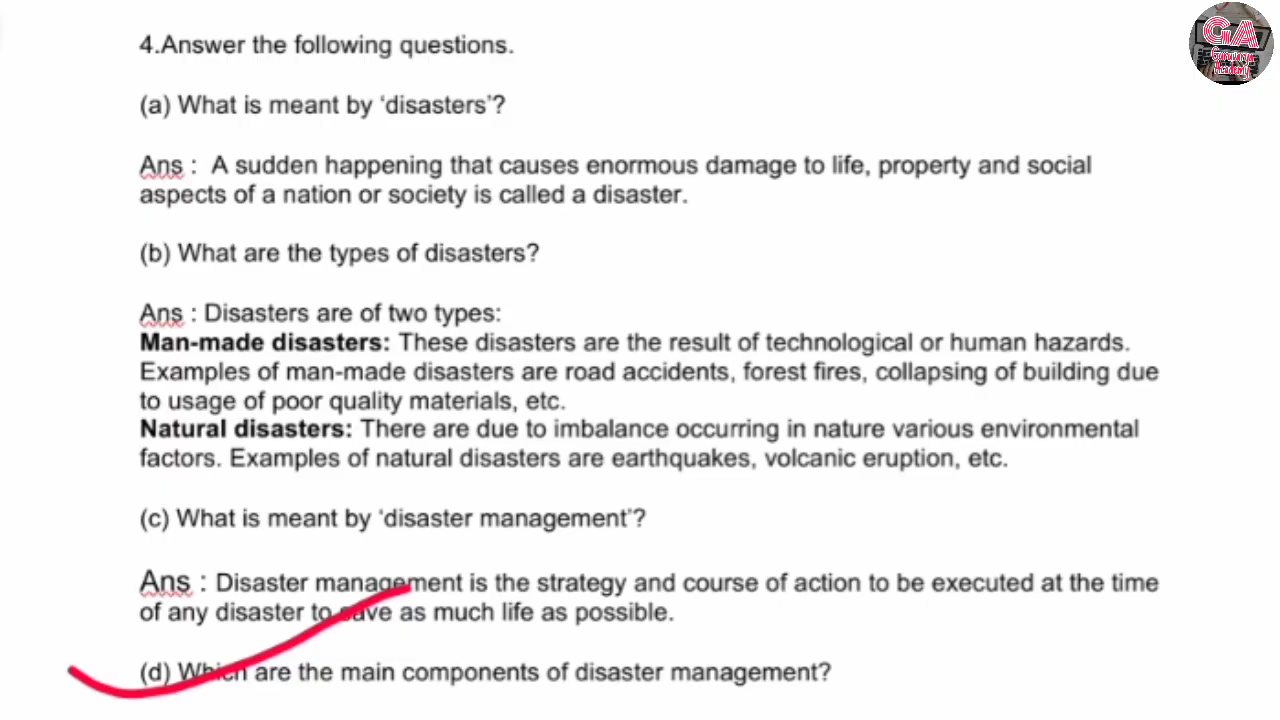 GA
Guruvarya
Academy
4.Answer the following questions.
(a) What is meant by ‘disasters’?
Ans : A sudden happening that causes enormous damage to life, property and social
aspects of a nation or society is called a disaster.
(b) What are the types of disasters?
Ans : Disasters are of two types:
Man-made disasters: These disasters are the result of technological or human hazards.
Examples of man-made disasters are road accidents, forest fires, collapsing of building due
to usage of poor quality materials, etc.
Natural disasters: There are due to imbalance occurring in nature various environmental
factors. Examples of natural disasters are earthquakes, volcanic eruption, etc.
(c) What is meant by ‘disaster management’?
Ans : Disaster management is the strategy and course of action to be executed at the time
of any disaster to save as much life as possible.
(d) Which are the main components of disaster management?